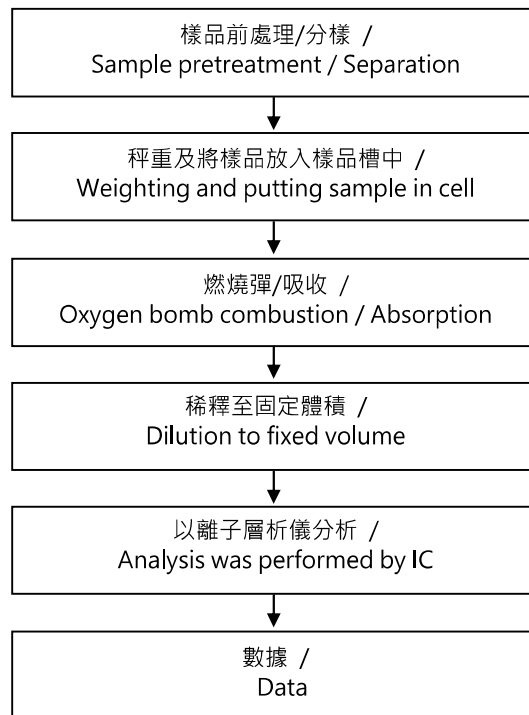 樣品前處理/分樣 /
Sample pretreatment / Separation
秤重及將樣品放入樣品槽中 /
Weighting and putting sample in cell
燃燒彈/吸收 /
Oxygen bomb combustion / Absorption
稀釋至固定體積 /
Dilution to fixed volume
以離子層析儀分析 /
Analysis was performed by IC
數據 /
Data